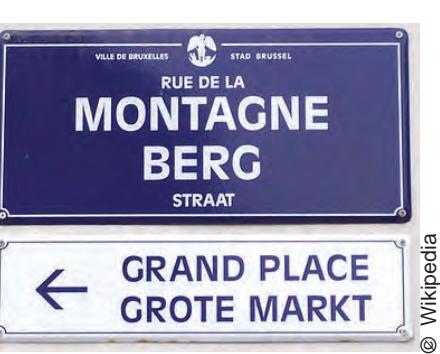 VILLE DE BRUXELLES STAD BRUSSEL
RUE DE LA
MONTAGNE
BERG
STRAAT
← GRAND PLACE
GROTE MARKT
© Wikipedia